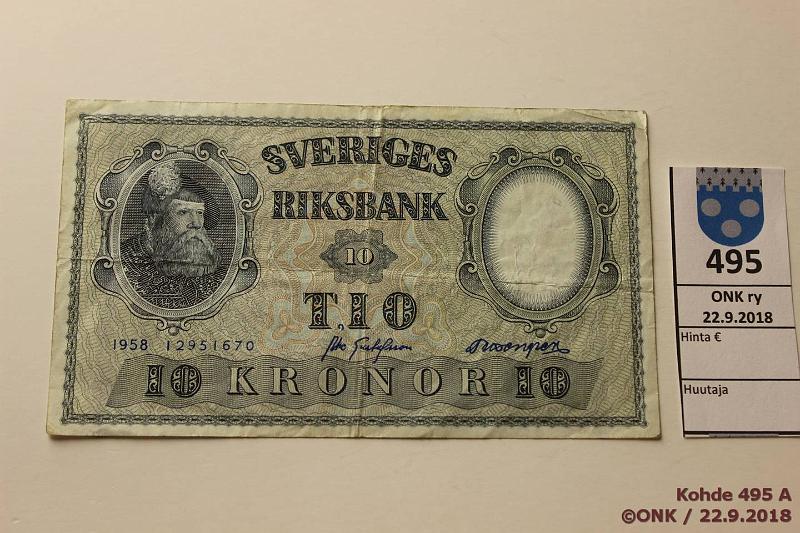 SVERIGES
RIKSBANK
10
TIO
1958 12951670
10 KRONOR 10
495
ONK ry
22.9.2018
Hinta €
Huutaja
Kohde 495 A
©ONK / 22.9.2018